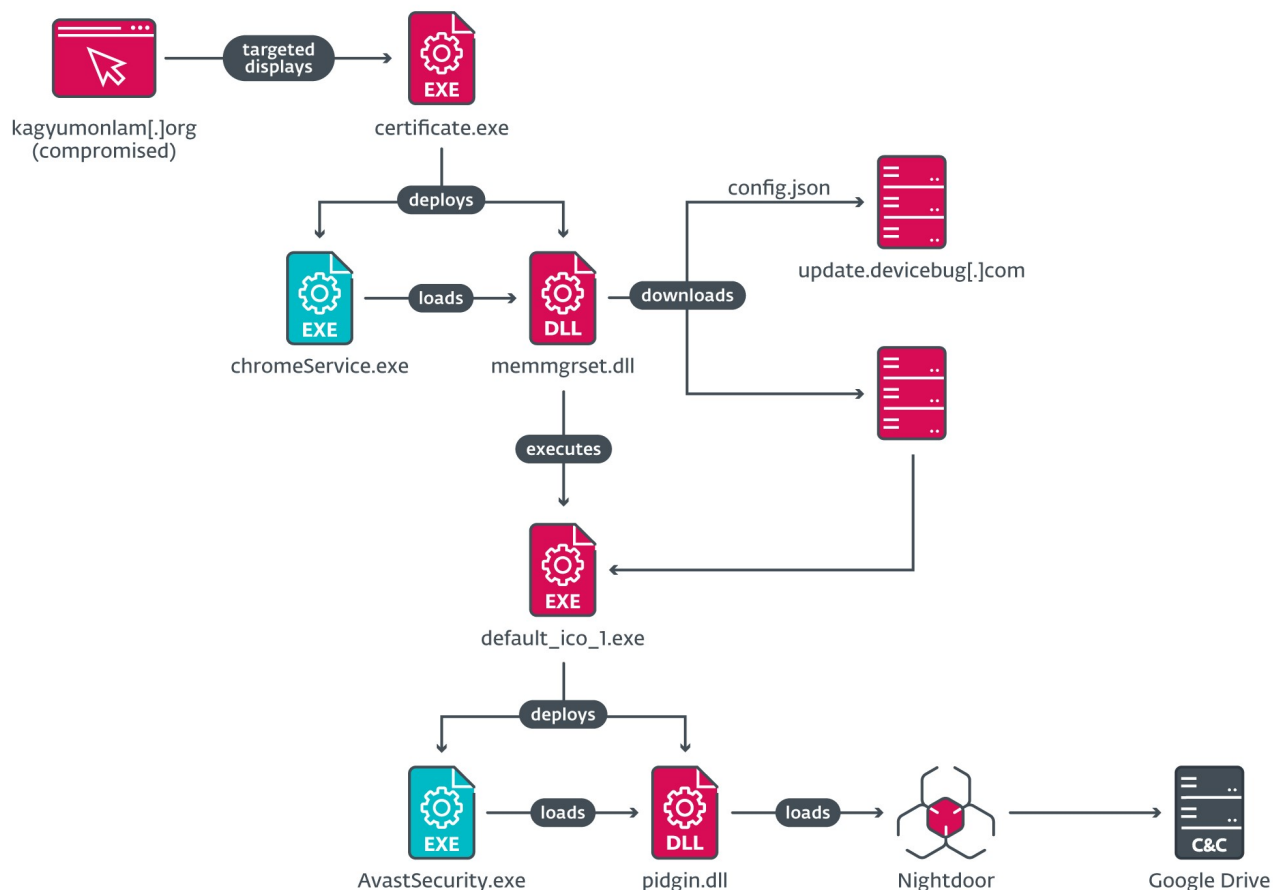 targeted
displays
EXE
kagyumonlam[.]org
(compromised)
certificate.exe
deploys
config.json
EXE
loads
DLL
downloads
update.devicebug[.]com
chromeService.exe
memmgrset.dll
executes
EXE
default_ico_1.exe
deploys
EXE
loads
DLL
loads
C&C
AvastSecurity.exe
pidgin.dll
Nightdoor
Google Drive